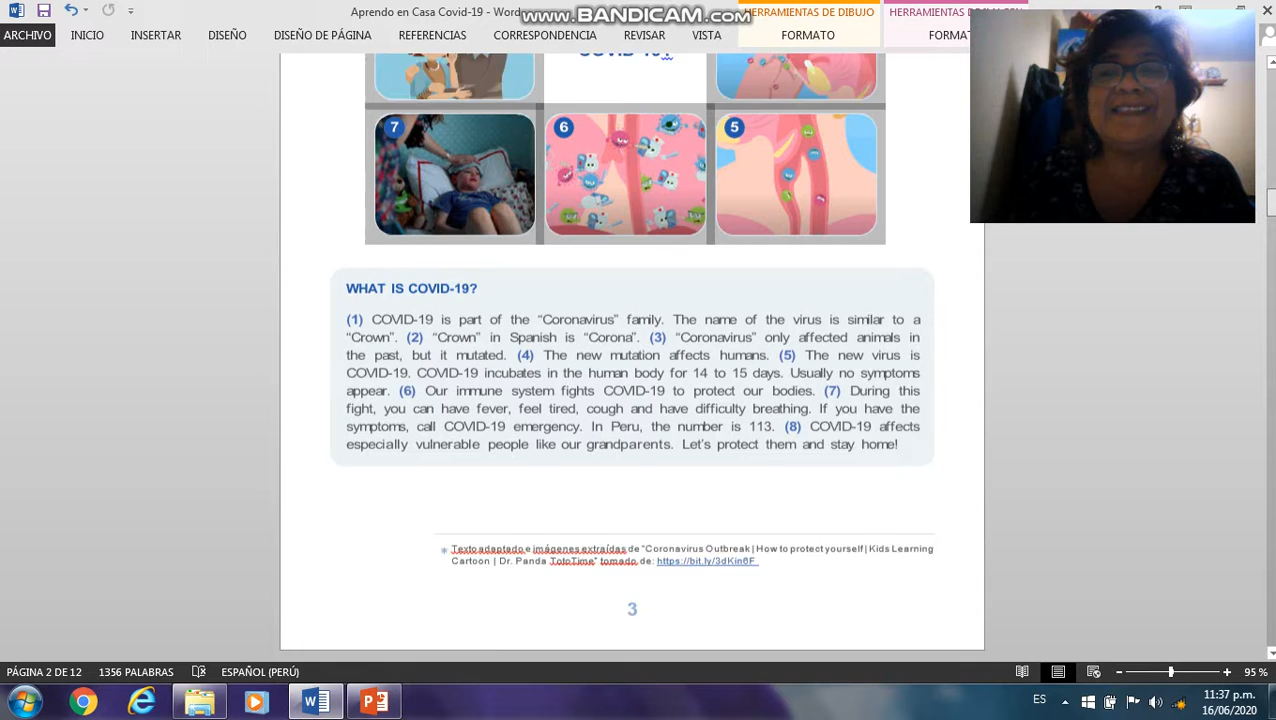 Aprendo en Casa Covid-19 - Word
www.BANDICAM.com
HERRAMIENTAS DE DIBUJO
HERRAMIENTAS
ARCHIVO INICIO INSERTAR DISEÑO DISEÑO DE PÁGINA REFERENCIAS CORRESPONDENCIA REVISAR VISTA FORMATO
COVID-19?
7 6 5
WHAT IS COVID-19?
(1) COVID-19 is part of the “Coronavirus” family. The name of the virus is similar to a
“Crown”. (2) “Crown” in Spanish is “Corona”. (3) “Coronavirus” only affected animals in
the past, but it mutated. (4) The new mutation affects humans. (5) The new virus is
COVID-19. COVID-19 incubates in the human body for 14 to 15 days. Usually no symptoms
appear. (6) Our immune system fights COVID-19 to protect our bodies. (7) During this
fight, you can have fever, feel tired, cough and have difficulty breathing. If you have the
symptoms, call COVID-19 emergency. In Peru, the number is 113. (8) COVID-19 affects
especially vulnerable people like our grandparents. Let's protect them and stay home!
* Texto adaptado e imágenes extraídas de “Coronavirus Outbreak | How to protect yourself | Kids Learning
Cartoon | Dr. Panda TotoTime” tomado de: https://bit.ly/3dKin6F
3
PÁGINA 2 DE 12 1356 PALABRAS ESPAÑOL (PERÚ) 95 %
ES 11:37 p.m.
16/06/2020